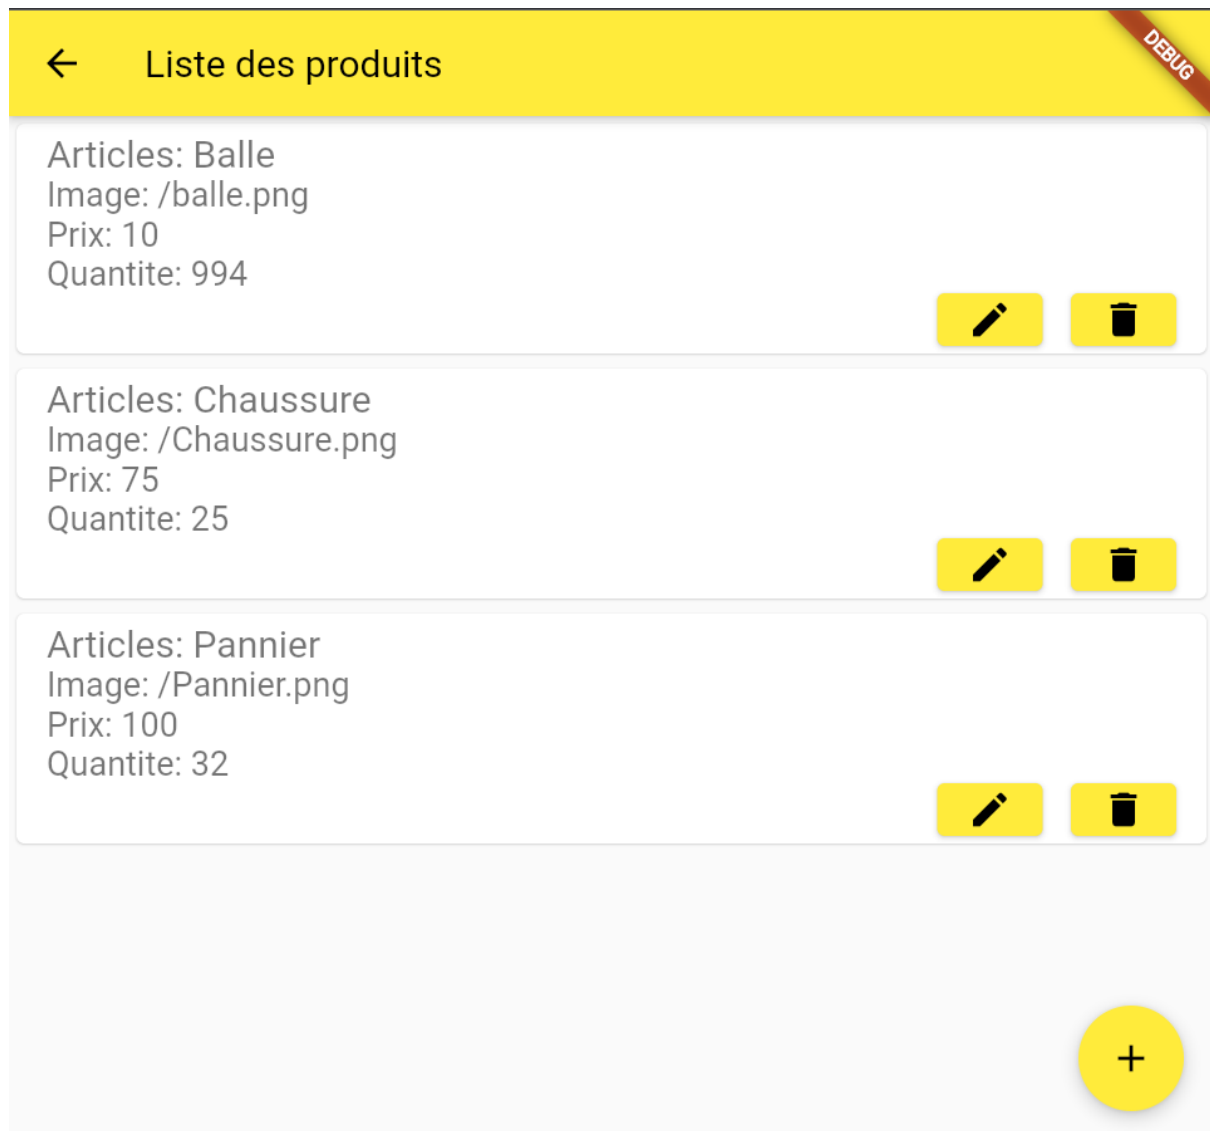 Liste des produits
DEBUG
Articles: Balle
Image: /balle.png
Prix: 10
Quantite: 994
Articles: Chaussure
Image: /Chaussure.png
Prix: 75
Quantite: 25
Articles: Pannier
Image: /Pannier.png
Prix: 100
Quantite: 32